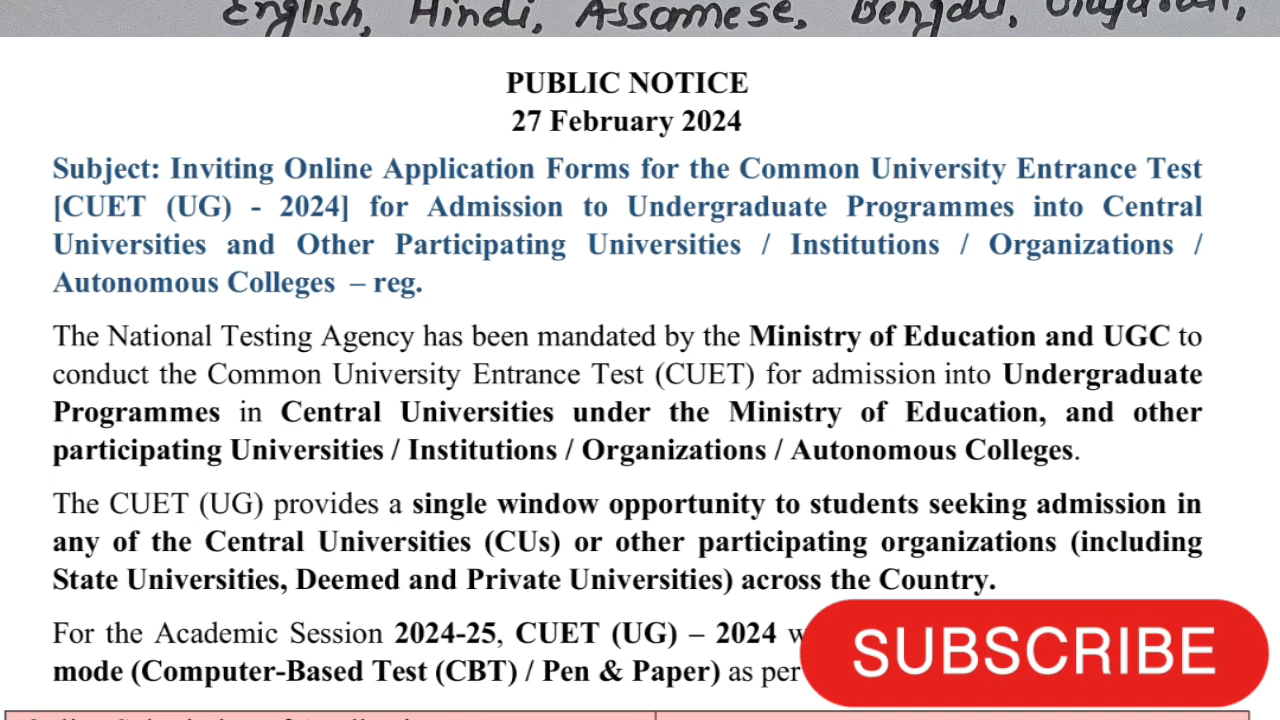 English, Hindi, Assamese, Bengali, Gujarati,
PUBLIC NOTICE
27 February 2024
Subject: Inviting Online Application Forms for the Common University Entrance Test
[CUET (UG) - 2024] for Admission to Undergraduate Programmes into Central
Universities and Other Participating Universities / Institutions / Organizations /
Autonomous Colleges – reg.
The National Testing Agency has been mandated by the Ministry of Education and UGC to
conduct the Common University Entrance Test (CUET) for admission into Undergraduate
Programmes in Central Universities under the Ministry of Education, and other
participating Universities / Institutions / Organizations / Autonomous Colleges.
The CUET (UG) provides a single window opportunity to students seeking admission in
any of the Central Universities (CUs) or other participating organizations (including
State Universities, Deemed and Private Universities) across the Country.
For the Academic Session 2024-25, CUET (UG) – 2024
mode (Computer-Based Test (CBT) / Pen & Paper) as per
SUBSCRIBE